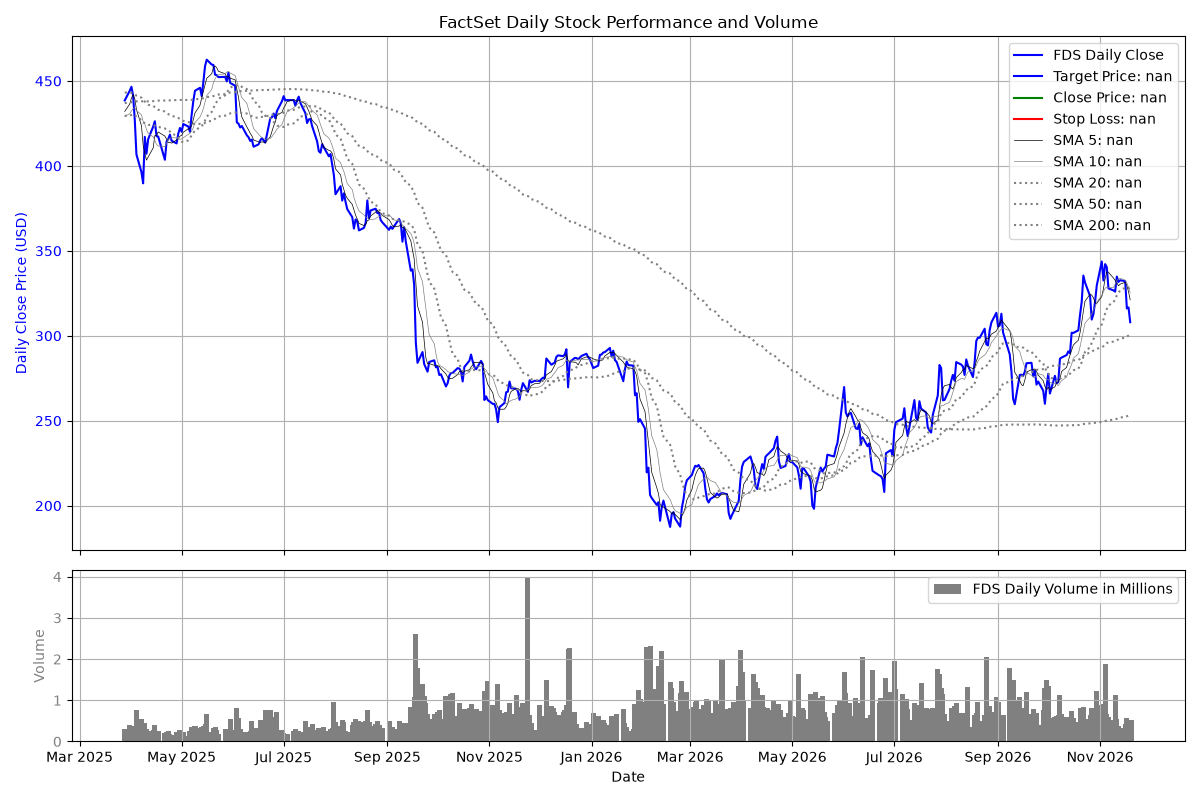 FactSet Daily Stock Performance and Volume
Daily Close Price (USD)
450
400
350
300
250
200
FDS Daily Close
Target Price: nan
Close Price: nan
Stop Loss: nan
SMA 5: nan
SMA 10: nan
SMA 20: nan
SMA 50: nan
SMA 200: nan
Volume
4
3
2
1
0
FDS Daily Volume in Millions
Mar 2025 May 2025 Jul 2025 Sep 2025 Nov 2025 Jan 2026 Mar 2026 May 2026 Jul 2026 Sep 2026 Nov 2026
Date